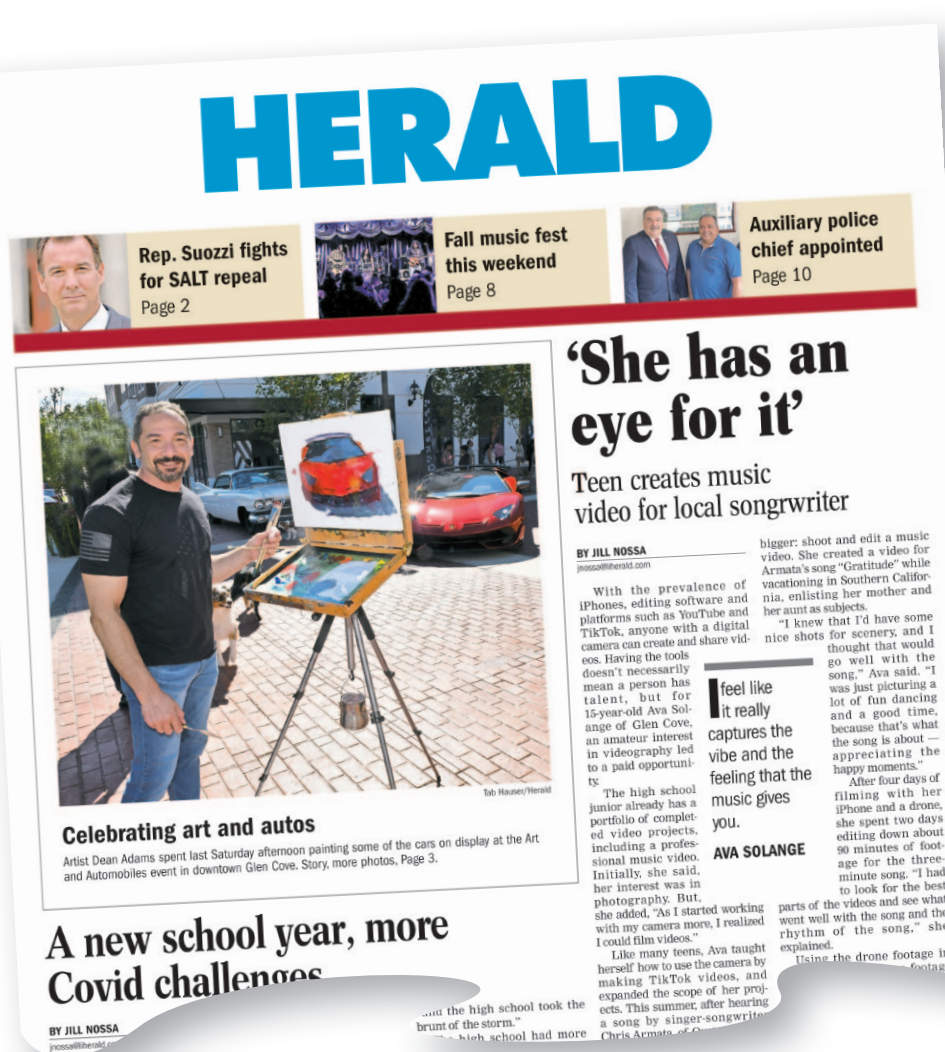 HERALD
Rep. Suozzi fights
for SALT repeal
Page 2
Fall music fest
this weekend
Page 8
Auxiliary police
chief appointed
Page 10
Tab Hauser/Herald
Celebrating art and autos
Artist Dean Adams spent last Saturday afternoon painting some of the cars on display at the Art
and Automobiles event in downtown Glen Cove. Story, more photos, Page 3.
A new school year, more
Covid challenges
BY JILL NOSSA
jnossa@liherald.co
the high school took the
brunt of the storm."
high school had more
'She has an
eye for it'
Teen creates music
video for local songrwriter
BY JILL NOSSA
jnossa@liherald.com
With the prevalence of
iPhones, editing software and
platforms such as YouTube and
TikTok, anyone with a digital
camera can create and share vid-
eos. Having the tools
doesn't necessarily
mean a person has
talent, but for
15-year-old Ava Sol-
ange of Glen Cove,
an amateur interest
in videography led
to a paid opportuni-
ty.
The high school
junior already has a
portfolio of complet-
ed video projects,
including a profes-
sional music video.
Initially, she said,
her interest was in
photography. But,
she added, "As I started working
with my camera more, I realized
I could film videos."
Like many teens, Ava taught
herself how to use the camera by
making TikTok videos, and
expanded the scope of her proj-
ects. This summer, after hearing
a song by singer-songwriter
Chris Armata, of
I feel like
it really
captures the
vibe and the
feeling that the
music gives
you.
AVA SOLANGE
bigger: shoot and edit a music
video. She created a video for
Armata's song "Gratitude" while
vacationing in Southern Califor-
nia, enlisting her mother and
her aunt as subjects.
"I knew that I'd have some
nice shots for scenery, and I
thought that would
go well with the
song," Ava said. "I
was just picturing a
lot of fun dancing
and a good time,
because that's what
the song is about —
appreciating the
happy moments."
After four days of
filming with her
iPhone and a drone,
she spent two days
editing down about
90 minutes of foot-
age for the three-
minute song. "I had
to look for the best
parts of the videos and see what
went well with the song and the
rhythm of the song," she
explained.
Using the drone footage in
footage